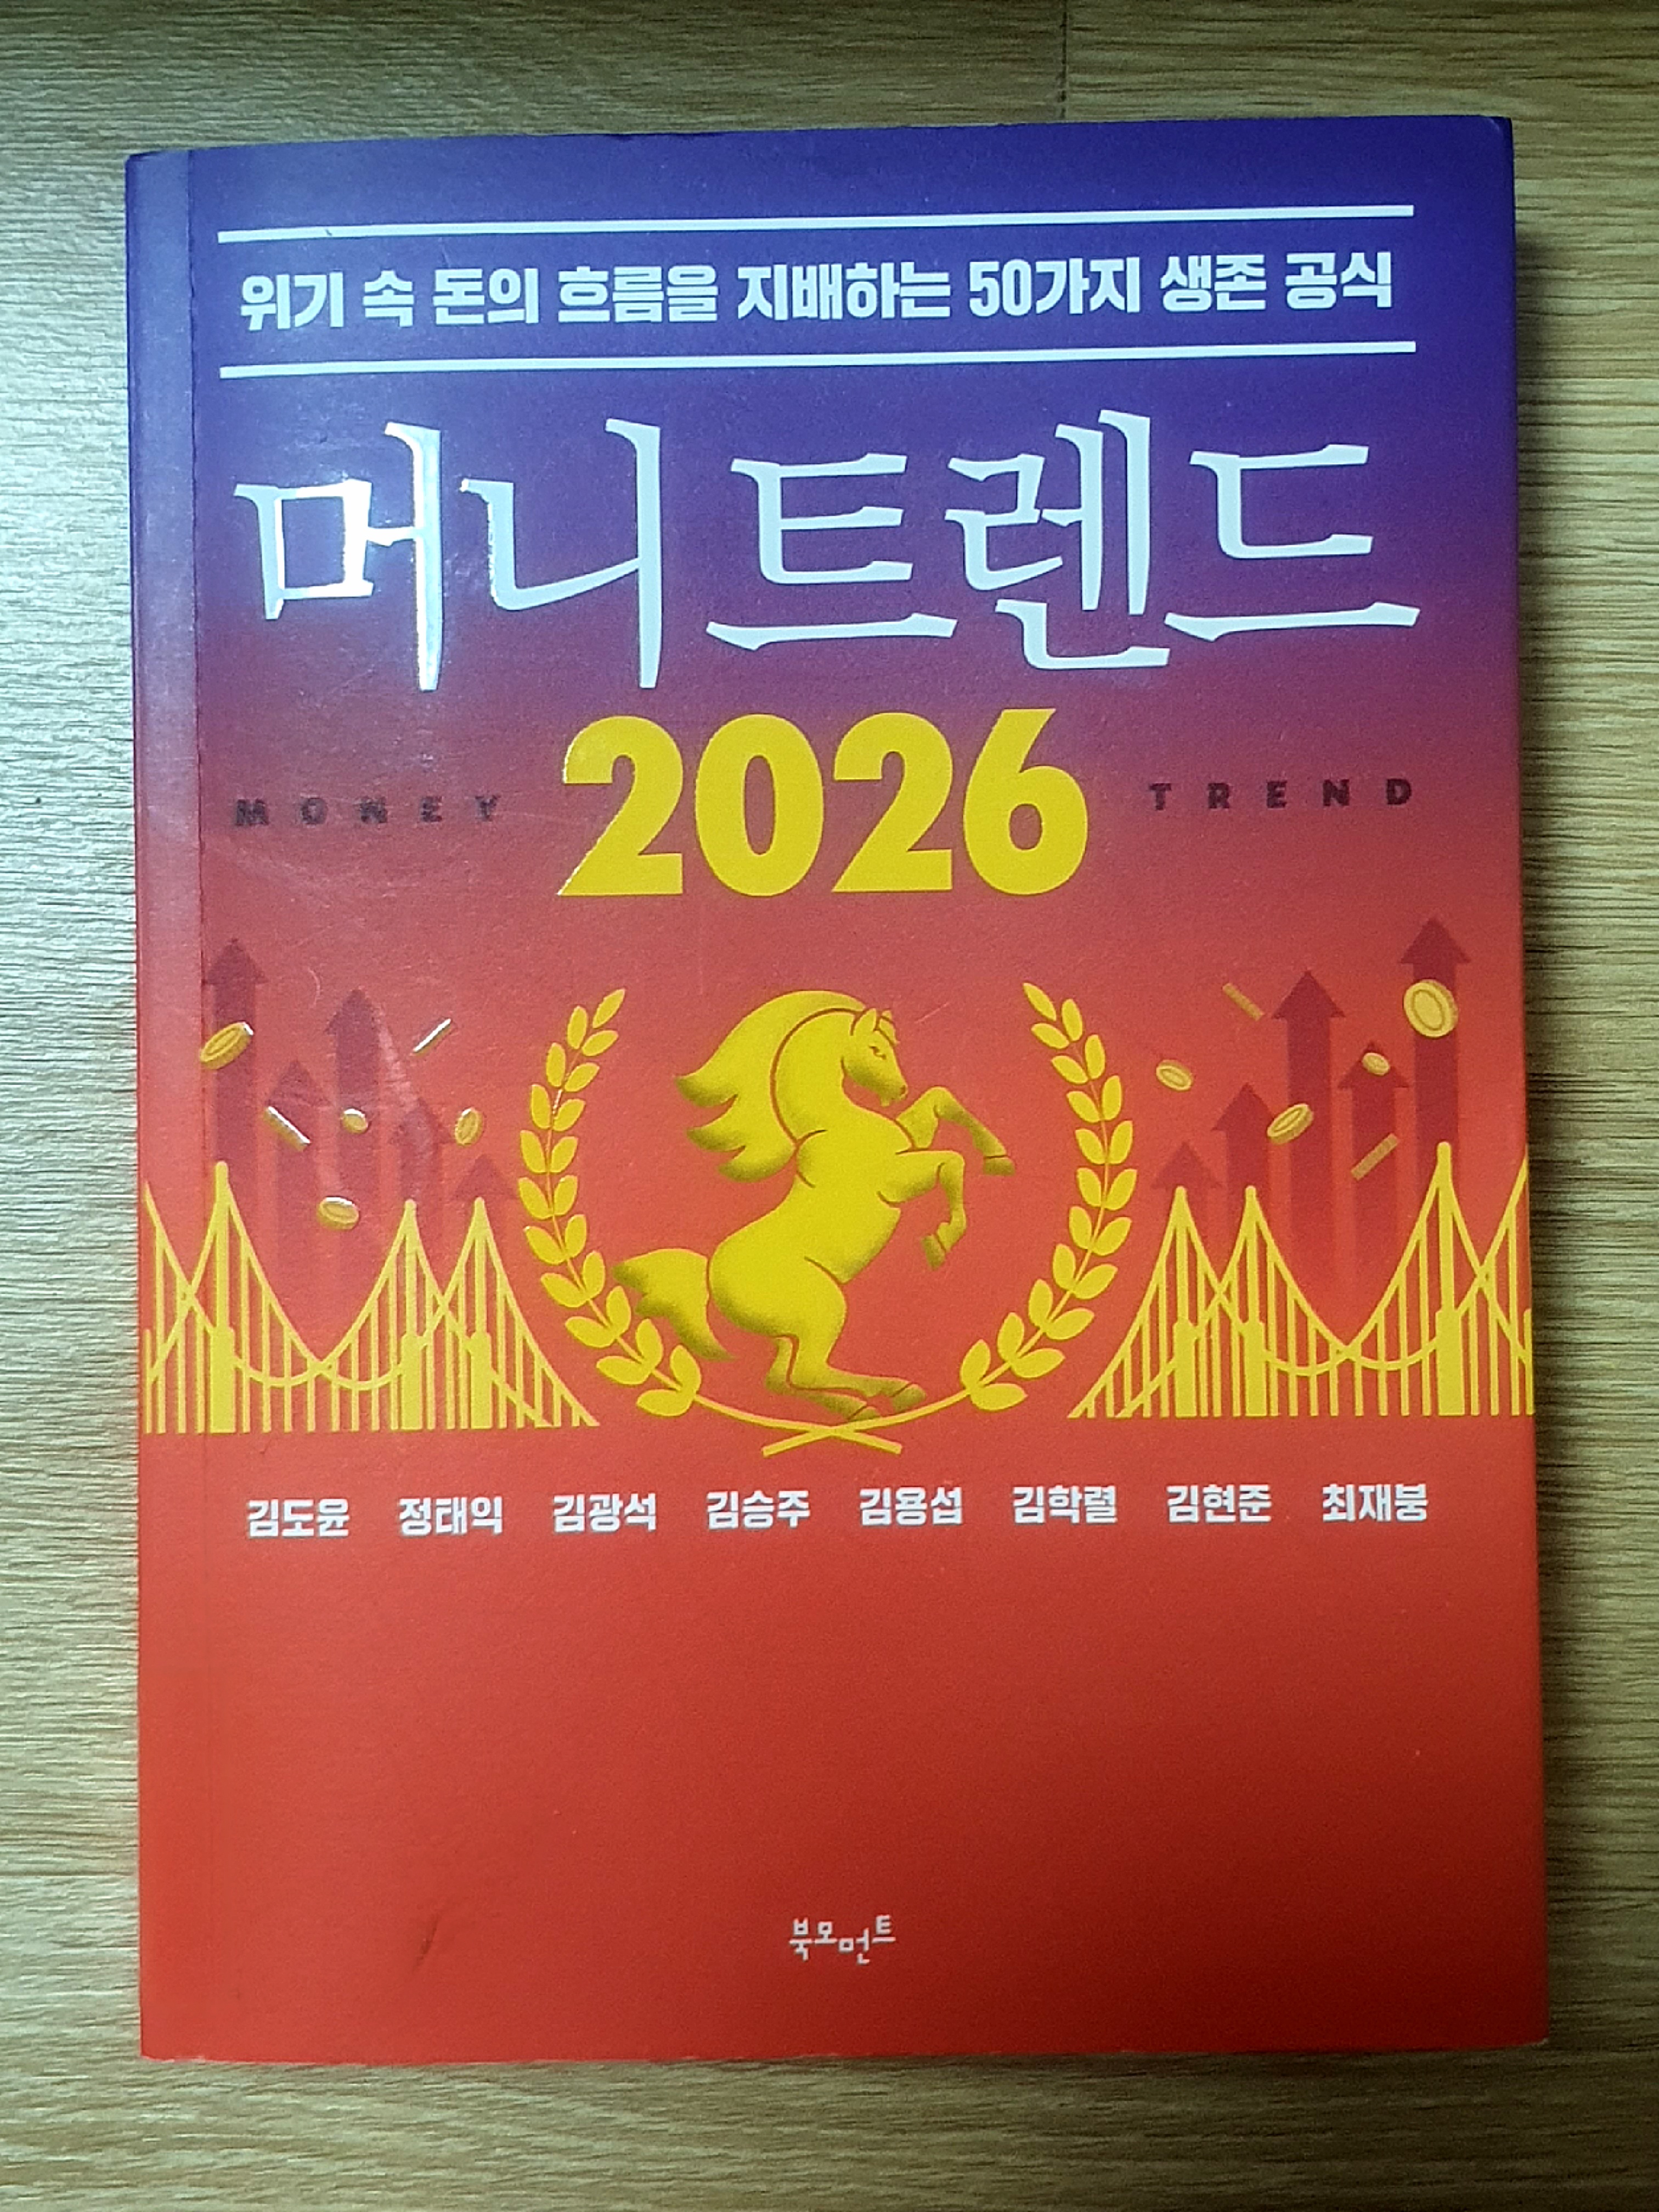 위기 속 돈의 흐름을 지배하는 50가지 생존 공식
머니 트렌드
2026
MONEY TREND
김도윤 정태익 김광석 김승주 김용섭 김학렬 김현준 최재붕
북모먼트